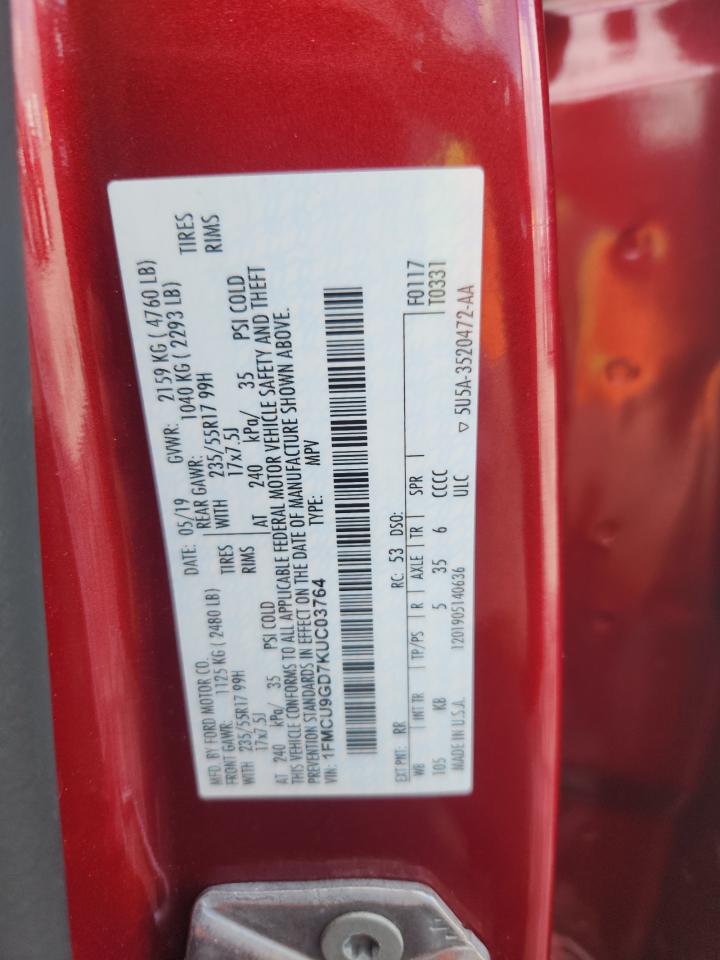 MFD. BY FORD MOTOR CO. DATE: 05/19 GVWR: 2159 KG ( 4760 LB)
FRONT GAWR: 1125 KG ( 2480 LB) REAR GAWR: 1040 KG ( 2293 LB)
WITH 235/55R17 99H TIRES WITH 235/55R17 99H TIRES
17x7.5J RIMS 17x7.5J RIMS
AT 240 kPa/ 35 PSI COLD AT 240 kPa/ 35 PSI COLD
THIS VEHICLE CONFORMS TO ALL APPLICABLE FEDERAL MOTOR VEHICLE SAFETY AND THEFT
PREVENTION STANDARDS IN EFFECT ON THE DATE OF MANUFACTURE SHOWN ABOVE.
VIN: 1FMCU9GD7KUC03764 TYPE: MPV
F0117
EXT PNT: RR RC: 53 DSO: T0331
WB INT TR TP/PS R AXLE TR SPR
105 KB 5 35 6 CCCC
MADE IN U.S.A. 1201905140636 ULC ▽ 5U5A-3520472-AA